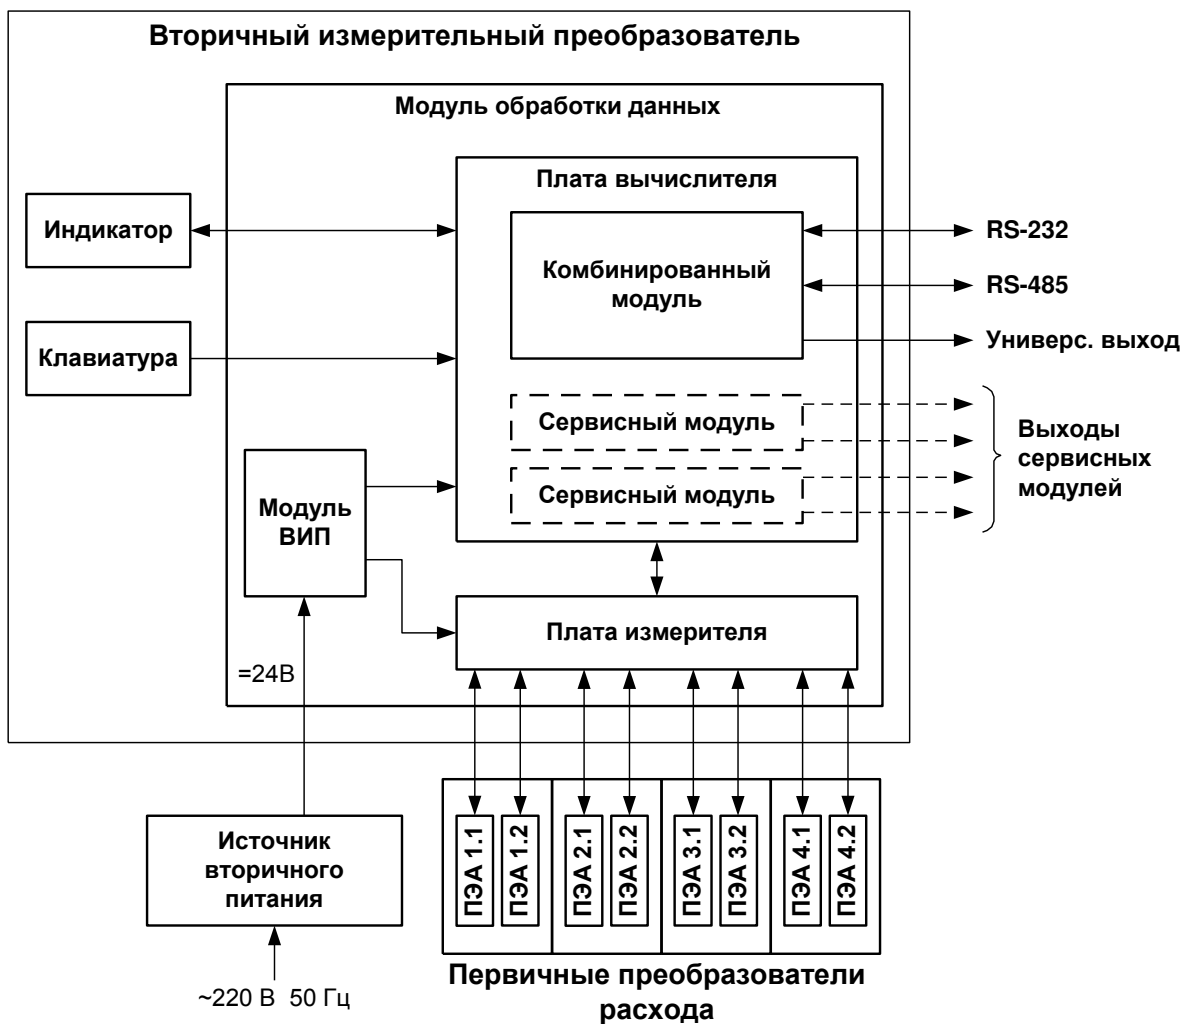 Вторичный измерительный преобразователь
Модуль обработки данных
Плата вычислителя
Индикатор
Комбинированный
модуль
RS-232
RS-485
Универс. выход
Клавиатура
Сервисный модуль
Сервисный модуль
Выходы
сервисных
модулей
Модуль
ВИП
Плата измерителя
=24В
Источник
вторичного
питания
~220 В 50 Гц
ПЭА 1.1
ПЭА 1.2
ПЭА 2.1
ПЭА 2.2
ПЭА 3.1
ПЭА 3.2
ПЭА 4.1
ПЭА 4.2
Первичные преобразователи
расхода